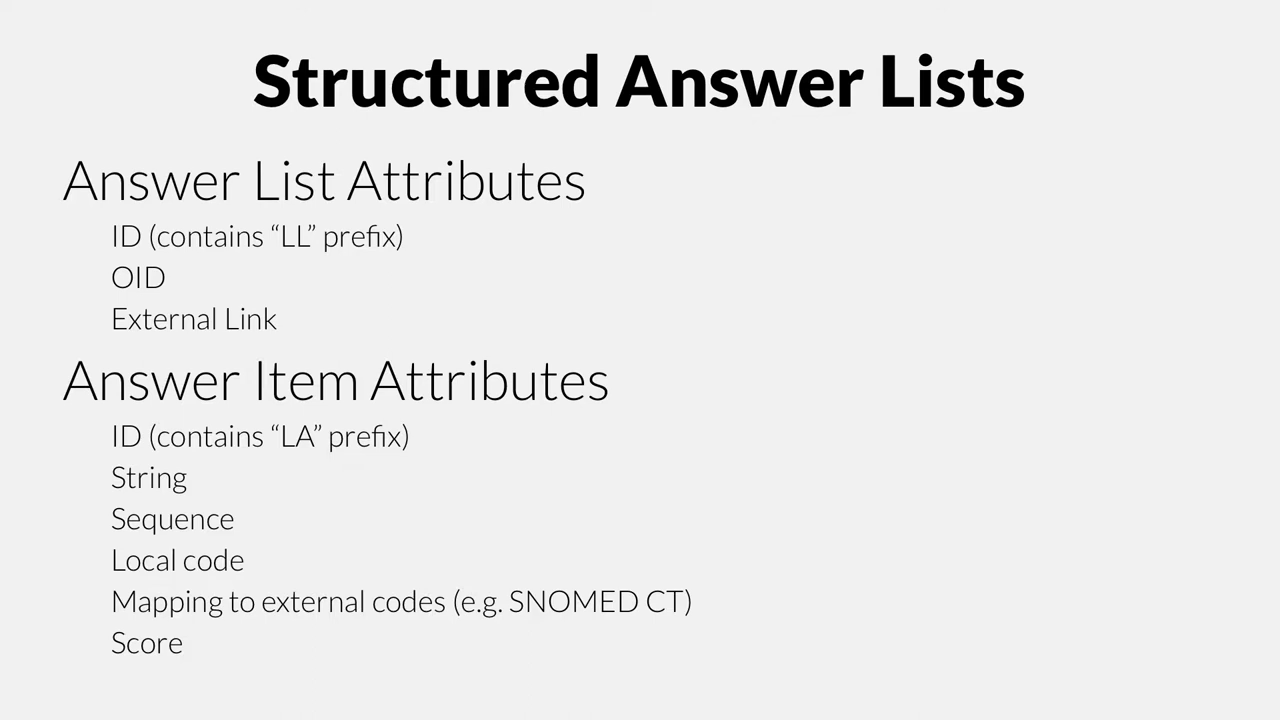 Structured Answer Lists
Answer List Attributes
ID (contains “LL” prefix)
OID
External Link
Answer Item Attributes
ID (contains “LA” prefix)
String
Sequence
Local code
Mapping to external codes (e.g. SNOMED CT)
Score